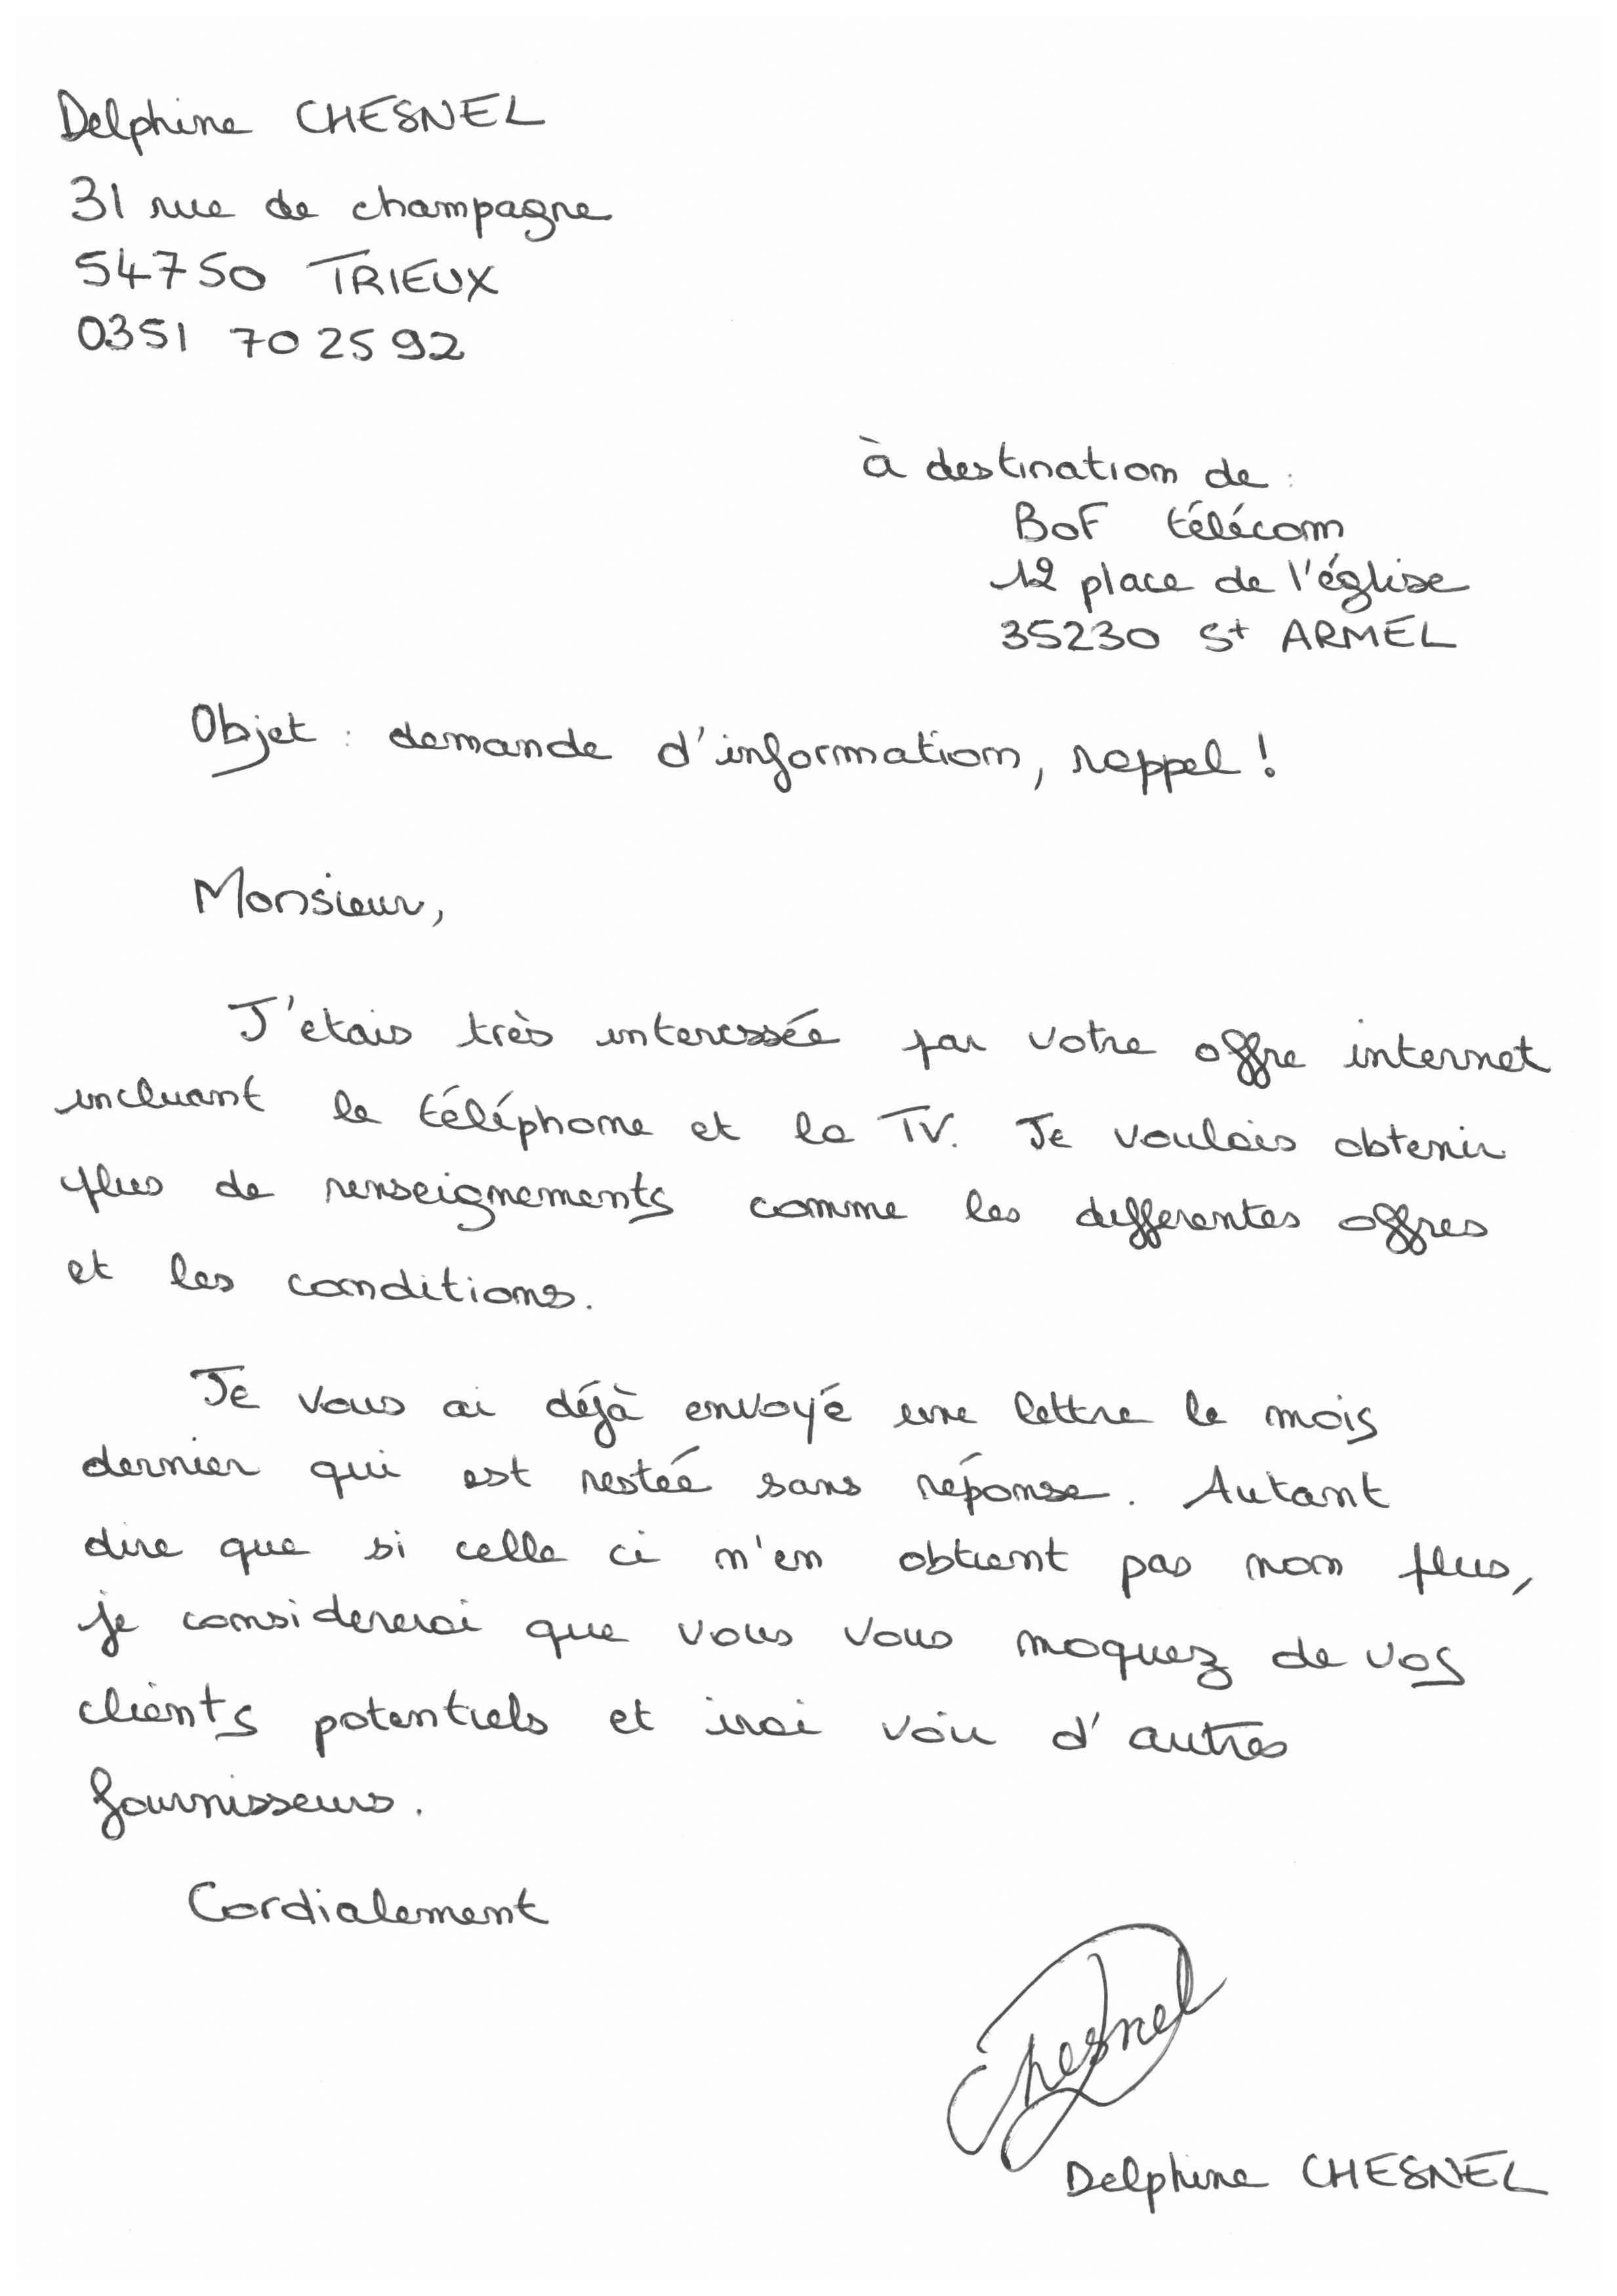 Delphine CHESNEL
31 rue de champagne
54750 TRIEUX
0351 70 25 92
à destination de :
BoF télécom
12 place de l'église
35230 St ARMEL
Objet : demande d'information, rappel !
Monsieur,
J'etais très interessée par votre offre internet
incluant le téléphone et la TV. Je voulais obtenir
plus de renseignements comme les differentes offres
et les conditions.
Je vous ai déjà envoyé une lettre le mois
dernier qui est restée sans réponse. Autant
dire que si celle ci n'en obtient pas non plus,
je considererai que vous vous moquez de vos
clients potentiels et irai voir d'autres
fournisseurs.
Cordialement
Chesnel
Delphine CHESNEL